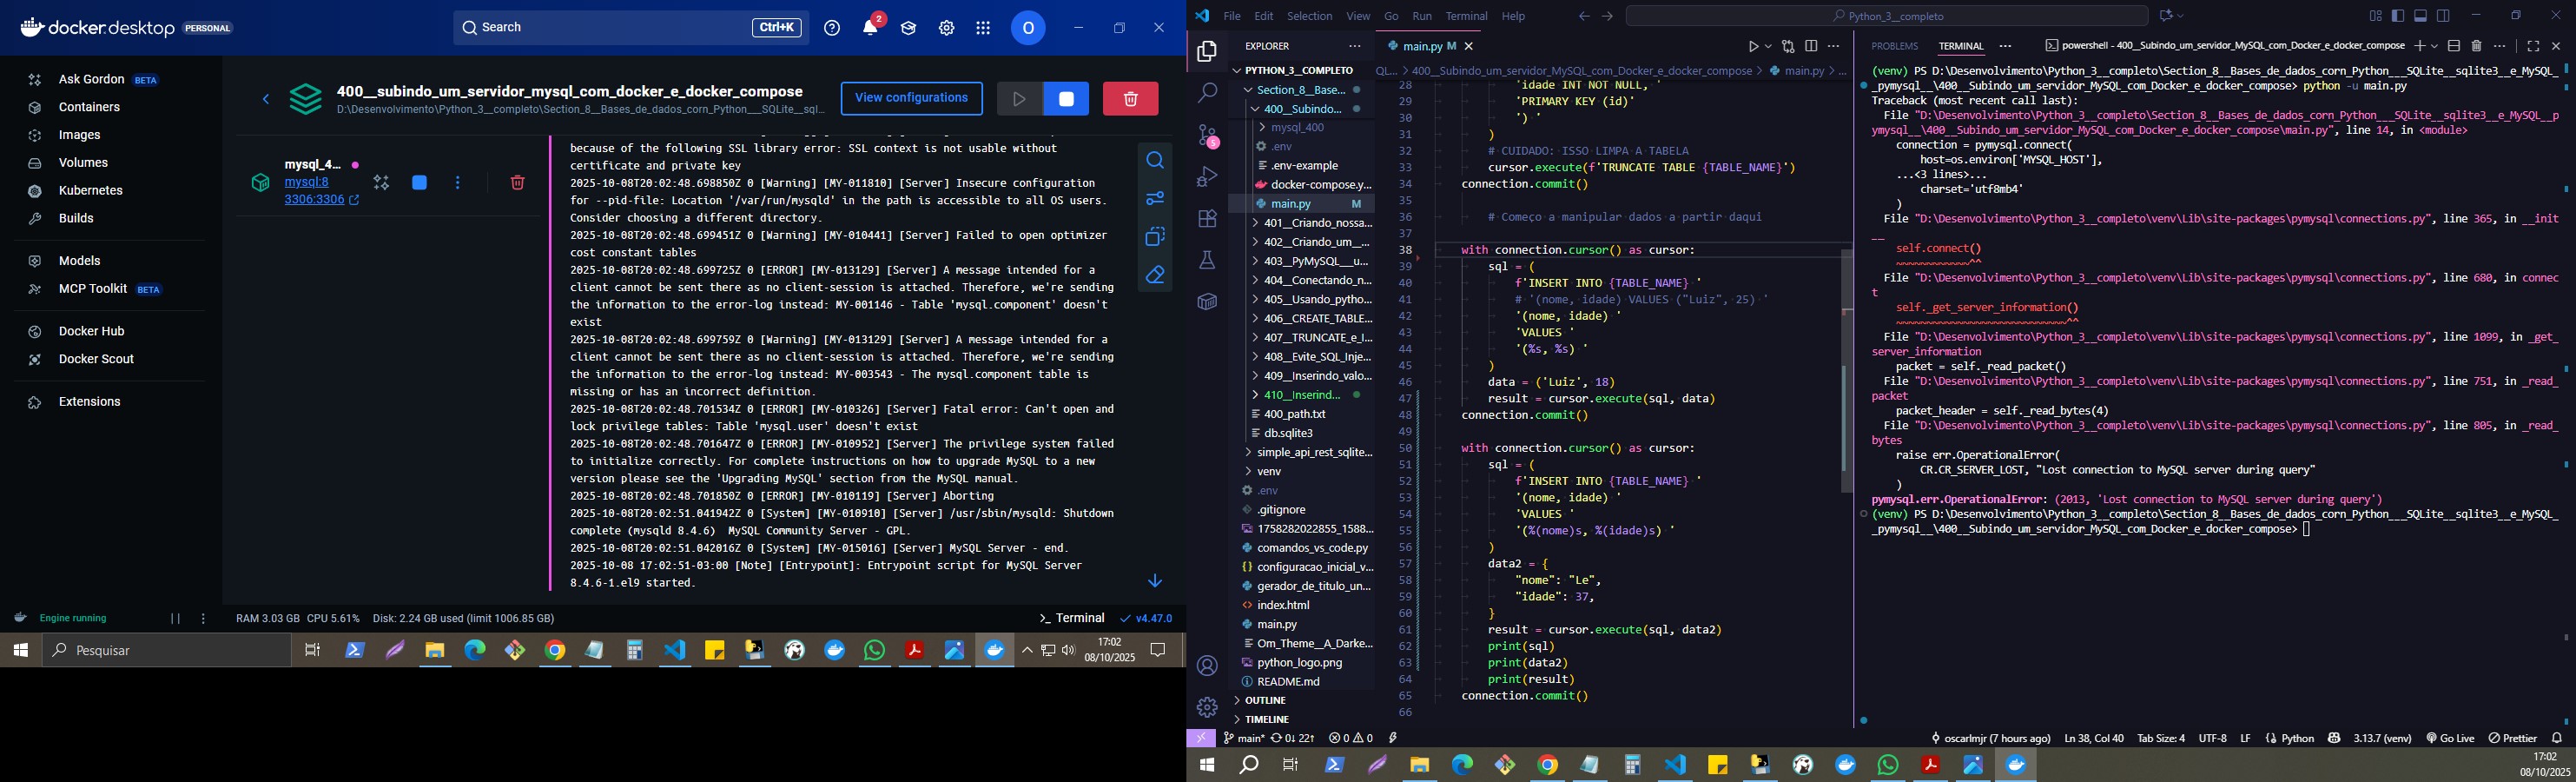 docker.desktop PERSONAL
Search
Ctrl+K
2
O
Ask Gordon BETA
Containers
Images
Volumes
Kubernetes
Builds
Models
MCP Toolkit BETA
Docker Hub
Docker Scout
Extensions
400__subindo_um_servidor_mysql_com_docker_e_docker_compose
D:\Desenvolvimento\Python_3__completo\Section_8__Bases_de_dados_corn_Python___SQLite__sql...
View configurations
mysql_4...
mysql:8
3306:3306
because of the following SSL library error: SSL context is not usable without
certificate and private key
2025-10-08T20:02:48.698850Z 0 [Warning] [MY-011810] [Server] Insecure configuration
for --pid-file: Location '/var/run/mysqld' in the path is accessible to all OS users.
Consider choosing a different directory.
2025-10-08T20:02:48.699451Z 0 [Warning] [MY-010441] [Server] Failed to open optimizer
cost constant tables
2025-10-08T20:02:48.699725Z 0 [ERROR] [MY-013129] [Server] A message intended for a
client cannot be sent there as no client-session is attached. Therefore, we're sending
the information to the error-log instead: MY-001146 - Table 'mysql.component' doesn't
exist
2025-10-08T20:02:48.699759Z 0 [Warning] [MY-013129] [Server] A message intended for a
client cannot be sent there as no client-session is attached. Therefore, we're sending
the information to the error-log instead: MY-003543 - The mysql.component table is
missing or has an incorrect definition.
2025-10-08T20:02:48.701534Z 0 [ERROR] [MY-010326] [Server] Fatal error: Can't open and
lock privilege tables: Table 'mysql.user' doesn't exist
2025-10-08T20:02:48.701647Z 0 [ERROR] [MY-010952] [Server] The privilege system failed
to initialize correctly. For complete instructions on how to upgrade MySQL to a new
version please see the 'Upgrading MySQL' section from the MySQL manual.
2025-10-08T20:02:48.701850Z 0 [ERROR] [MY-010119] [Server] Aborting
2025-10-08T20:02:51.041942Z 0 [System] [MY-010910] [Server] /usr/sbin/mysqld: Shutdown
complete (mysqld 8.4.6)  MySQL Community Server - GPL.
2025-10-08T20:02:51.042016Z 0 [System] [MY-015016] [Server] MySQL Server - end.
2025-10-08 17:02:51-03:00 [Note] [Entrypoint]: Entrypoint script for MySQL Server
8.4.6-1.el9 started.
Engine running
RAM 3.03 GB CPU 5.61% Disk: 2.24 GB used (limit 1006.85 GB)
Terminal
v4.47.0
Pesquisar
17:02
08/10/2025
File Edit Selection View Go Run Terminal Help
Python_3__completo
EXPLORER
PYTHON_3__COMPLETO
Section_8__Base...
400__Subindo...
mysql_400
.env
.env-example
docker-compose.y...
main.py M
401__Criando_nossa...
402__Criando_um__...
403__PyMySQL___u...
404__Conectando_n...
405__Usando_pytho...
406__CREATE_TABLE...
407__TRUNCATE_e_I...
408__Evite_SQL_Inje...
409__Inserindo_valo...
410__Inserind...
400_path.txt
db.sqlite3
simple_api_rest_sqlite...
venv
.env
.gitignore
1758282022855_1588...
comandos_vs_code.py
configuracao_inicial_v...
gerador_de_titulo_un...
index.html
main.py
Om_Theme__A_Darke...
python_logo.png
README.md
OUTLINE
TIMELINE
5
main.py M
QL... > 400__Subindo_um_servidor_MySQL_com_Docker_e_docker_compose > main.py > ...
28 'idade INT NOT NULL, '
29 'PRIMARY KEY (id)'
30 ') '
31 )
32 # CUIDADO: ISSO LIMPA A TABELA
33 cursor.execute(f'TRUNCATE TABLE {TABLE_NAME}')
34 connection.commit()
35
36 # Começo a manipular dados a partir daqui
37
38 with connection.cursor() as cursor:
39 sql = (
40 f'INSERT INTO {TABLE_NAME} '
41 # '(nome, idade) VALUES ("Luiz", 25) '
42 '(nome, idade) '
43 'VALUES '
44 '(%s, %s) '
45 )
46 data = ('Luiz', 18)
47 result = cursor.execute(sql, data)
48 connection.commit()
49
50 with connection.cursor() as cursor:
51 sql = (
52 f'INSERT INTO {TABLE_NAME} '
53 '(nome, idade) '
54 'VALUES '
55 '(%(nome)s, %(idade)s) '
56 )
57 data2 = {
58 "nome": "Le",
59 "idade": 37,
60 }
61 result = cursor.execute(sql, data2)
62 print(sql)
63 print(data2)
64 print(result)
65 connection.commit()
66
PROBLEMS TERMINAL ...
powershell - 400__Subindo_um_servidor_MySQL_com_Docker_e_docker_compose
(venv) PS D:\Desenvolvimento\Python_3__completo\Section_8__Bases_de_dados_corn_Python___SQLite__sqlite3__e_MySQL_
_pymysql__\400__Subindo_um_servidor_MySQL_com_Docker_e_docker_compose> python -u main.py
Traceback (most recent call last):
File "D:\Desenvolvimento\Python_3__completo\Section_8__Bases_de_dados_corn_Python___SQLite__sqlite3__e_MySQL__p
ymysql__\400__Subindo_um_servidor_MySQL_com_Docker_e_docker_compose\main.py", line 14, in <module>
connection = pymysql.connect(
host=os.environ['MYSQL_HOST'],
...<3 lines>...
charset='utf8mb4'
)
File "D:\Desenvolvimento\Python_3__completo\venv\Lib\site-packages\pymysql\connections.py", line 365, in __init
__
self.connect()
~~~~~~~~~~~~^^
File "D:\Desenvolvimento\Python_3__completo\venv\Lib\site-packages\pymysql\connections.py", line 680, in connec
t
self._get_server_information()
~~~~~~~~~~~~~~~~~~~~~~~~~~~~^^
File "D:\Desenvolvimento\Python_3__completo\venv\Lib\site-packages\pymysql\connections.py", line 1099, in _get_
server_information
packet = self._read_packet()
File "D:\Desenvolvimento\Python_3__completo\venv\Lib\site-packages\pymysql\connections.py", line 751, in _read_
packet
packet_header = self._read_bytes(4)
File "D:\Desenvolvimento\Python_3__completo\venv\Lib\site-packages\pymysql\connections.py", line 805, in _read_
bytes
raise err.OperationalError(
CR.CR_SERVER_LOST, "Lost connection to MySQL server during query"
)
pymysql.err.OperationalError: (2013, 'Lost connection to MySQL server during query')
(venv) PS D:\Desenvolvimento\Python_3__completo\Section_8__Bases_de_dados_corn_Python___SQLite__sqlite3__e_MySQL_
_pymysql__\400__Subindo_um_servidor_MySQL_com_Docker_e_docker_compose>
main* 0↓ 22↑ 0 0
oscarlmjr (7 hours ago) Ln 38, Col 40 Tab Size: 4 UTF-8 LF Python 3.13.7 (venv) Go Live Prettier
17:02
08/10/2025